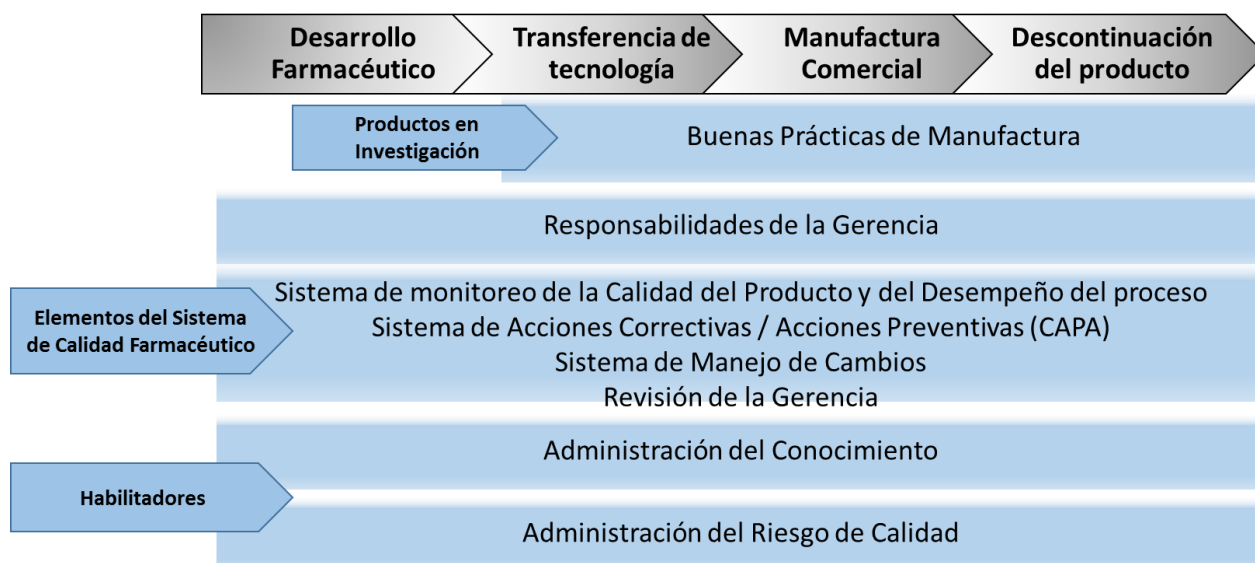 Desarrollo
Farmacéutico
Transferencia de
tecnología
Manufactura
Comercial
Descontinuación
del producto
Productos en
Investigación
Buenas Prácticas de Manufactura
Responsabilidades de la Gerencia
Elementos del Sistema
de Calidad Farmacéutico
Sistema de monitoreo de la Calidad del Producto y del Desempeño del proceso
Sistema de Acciones Correctivas / Acciones Preventivas (CAPA)
Sistema de Manejo de Cambios
Revisión de la Gerencia
Habilitadores
Administración del Conocimiento
Administración del Riesgo de Calidad